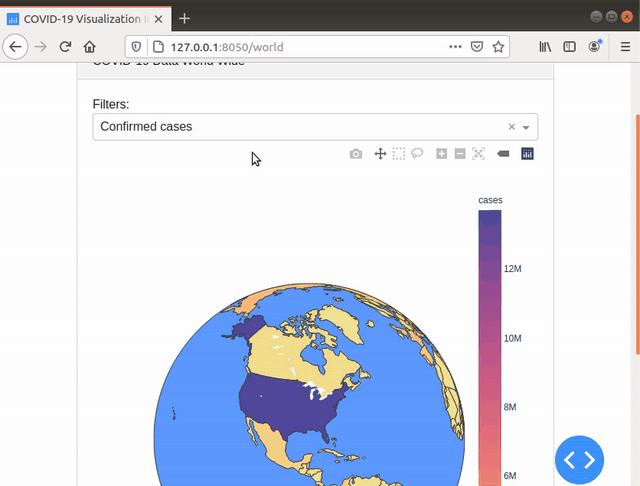 COVID-19 Visualization I
127.0.0.1:8050/world
COVID-19 Data World Wide
Filters:
Confirmed cases
cases
12M
10M
8M
6M